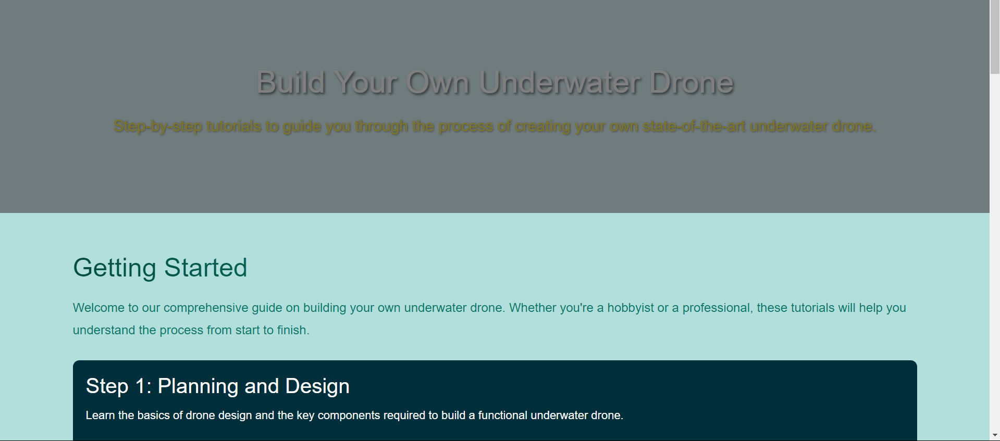 Build Your Own Underwater Drone
Step-by-step tutorials to guide you through the process of creating your own state-of-the-art underwater drone.
Getting Started
Welcome to our comprehensive guide on building your own underwater drone. Whether you're a hobbyist or a professional, these tutorials will help you
understand the process from start to finish.
Step 1: Planning and Design
Learn the basics of drone design and the key components required to build a functional underwater drone.